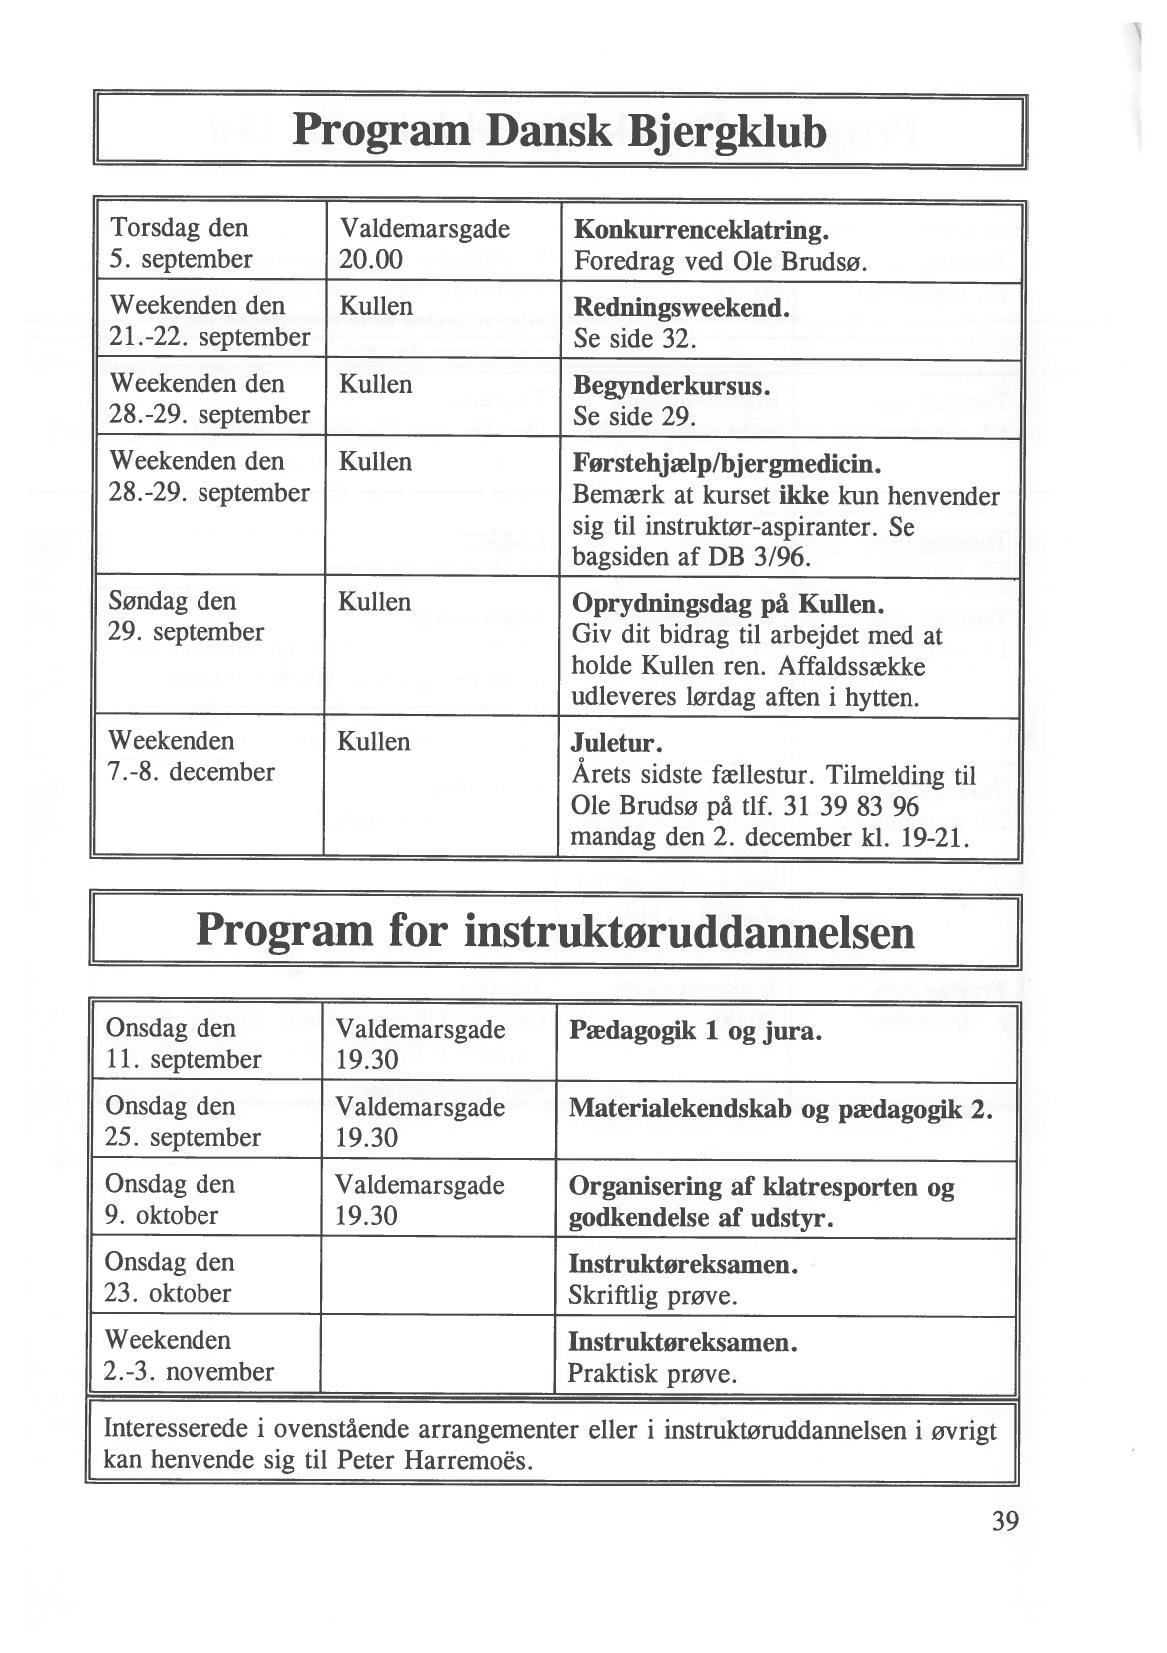 Program Dansk Bjergklub
Torsdag den
5. september
Valdemarsgade
20.00
Konkurrenceklatring.
Foredrag ved Ole Brudsø.
Weekenden den
21.-22. september
Kullen
Redningsweekend.
Se side 32.
Weekenden den
28.-29. september
Kullen
Begynderkursus.
Se side 29.
Weekenden den
28.-29. september
Kullen
Førstehjælp/bjergmedicin.
Bemærk at kurset ikke kun henvender
sig til instruktør-aspiranter. Se
bagsiden af DB 3/96.
Søndag den
29. september
Kullen
Oprydningsdag på Kullen.
Giv dit bidrag til arbejdet med at
holde Kullen ren. Affaldssække
udleveres lørdag aften i hytten.
Weekenden
7.-8. december
Kullen
Juletur.
Årets sidste fællestur. Tilmelding til
Ole Brudsø på tlf. 31 39 83 96
mandag den 2. december kl. 19-21.
Program for instruktøruddannelsen
Onsdag den
11. september
Valdemarsgade
19.30
Pædagogik 1 og jura.
Onsdag den
25. september
Valdemarsgade
19.30
Materialekendskab og pædagogik 2.
Onsdag den
9. oktober
Valdemarsgade
19.30
Organisering af klatresporten og
godkendelse af udstyr.
Onsdag den
23. oktober
Instruktøreksamen.
Skriftlig prøve.
Weekenden
2.-3. november
Instruktøreksamen.
Praktisk prøve.
Interesserede i ovenstående arrangementer eller i instruktøruddannelsen i øvrigt
kan henvende sig til Peter Harremoës.
39